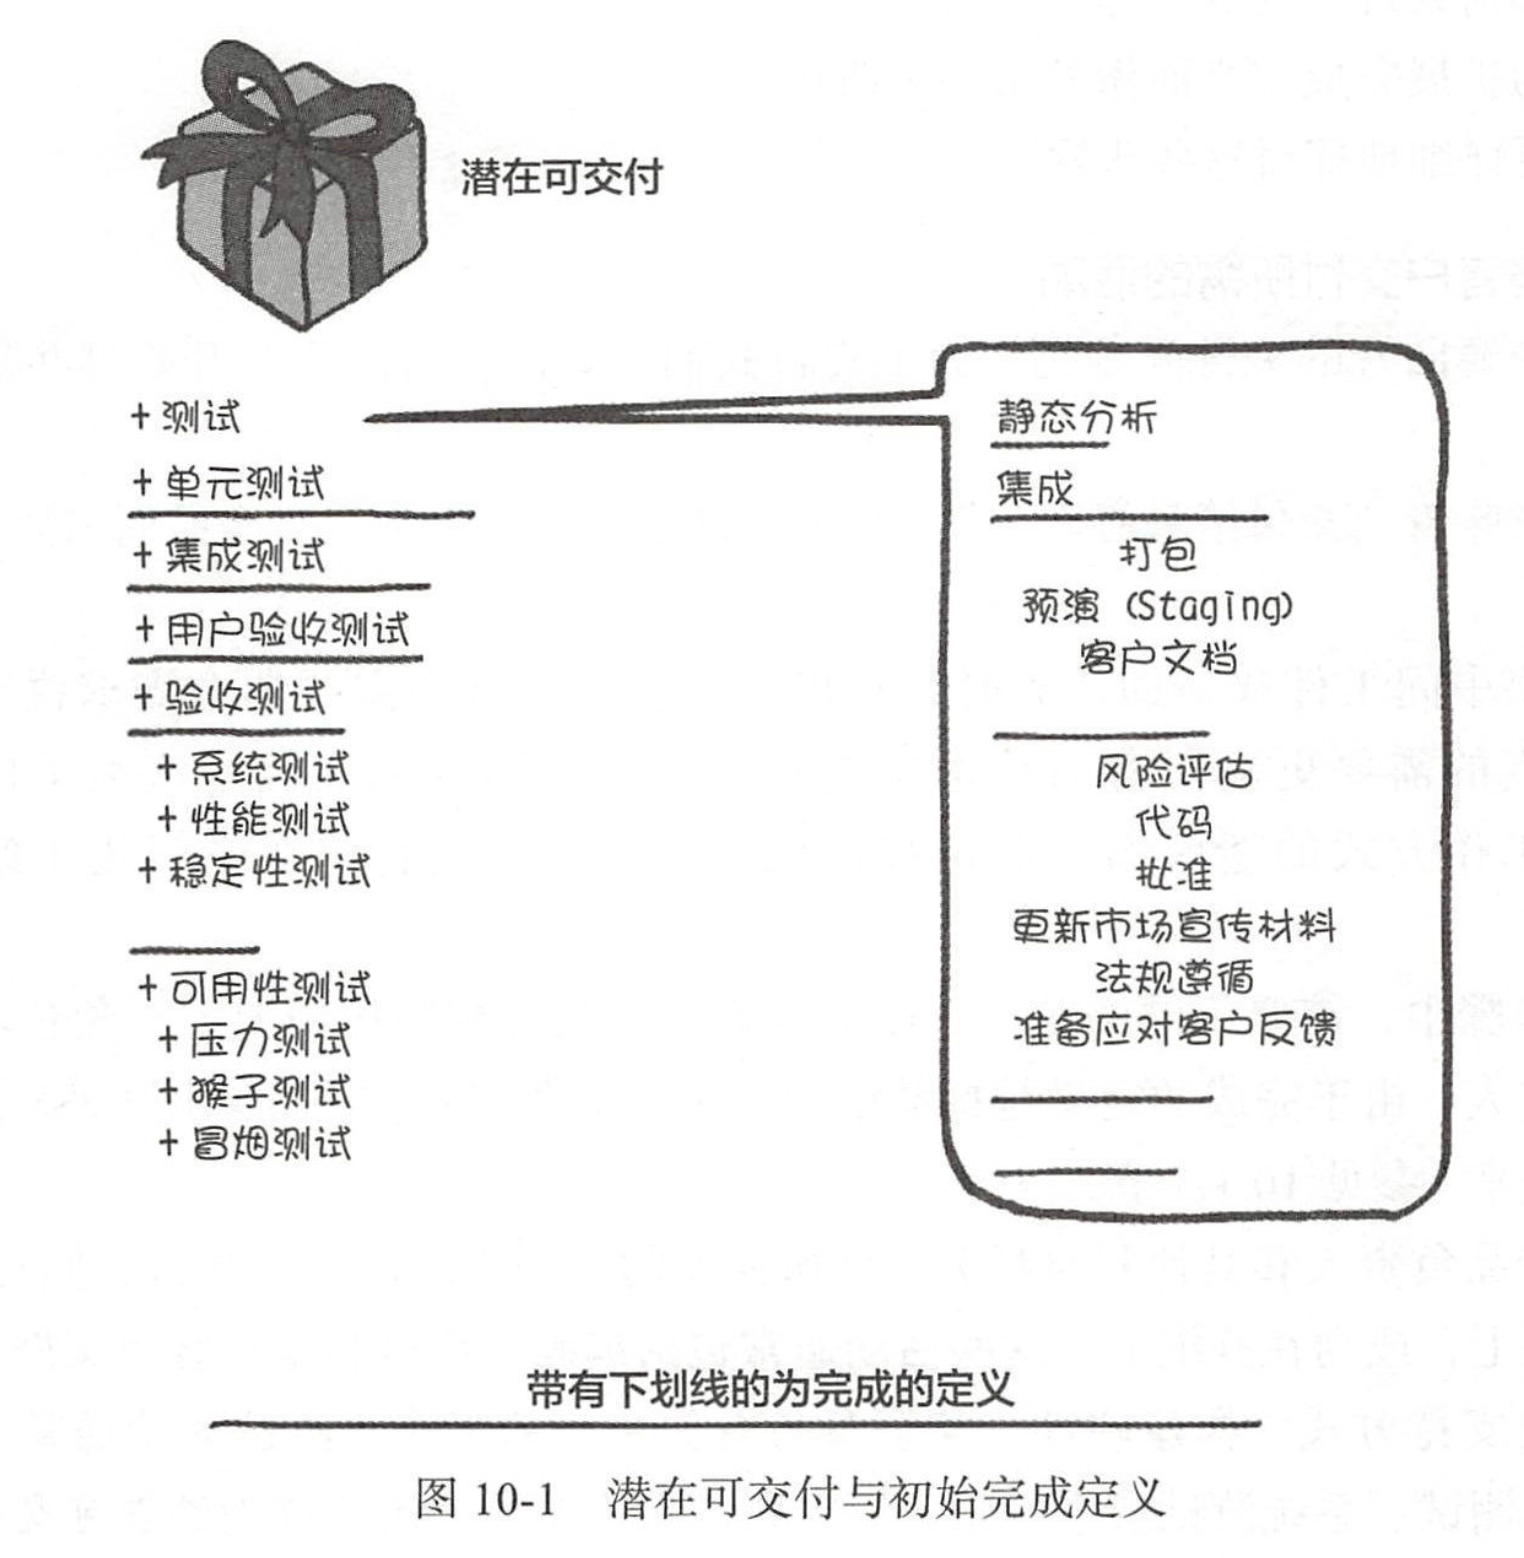 潜在可交付
+ 测试
+ 单元测试
+ 集成测试
+ 用户验收测试
+ 验收测试
+ 系统测试
+ 性能测试
+ 稳定性测试
+ 可用性测试
+ 压力测试
+ 猴子测试
+ 冒烟测试
静态分析
集成
打包
预演 (Staging)
客户文档
风险评估
代码
批准
更新市场宣传材料
法规遵循
准备应对客户反馈
带有下划线的为完成的定义
图 10-1 潜在可交付与初始完成定义